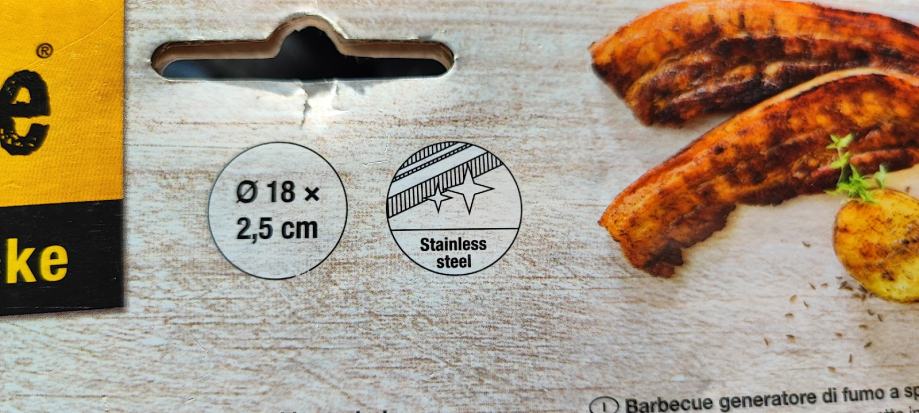 e®
ke
Ø 18 ×
2,5 cm
Stainless
steel
I Barbecue generatore di fumo a sp